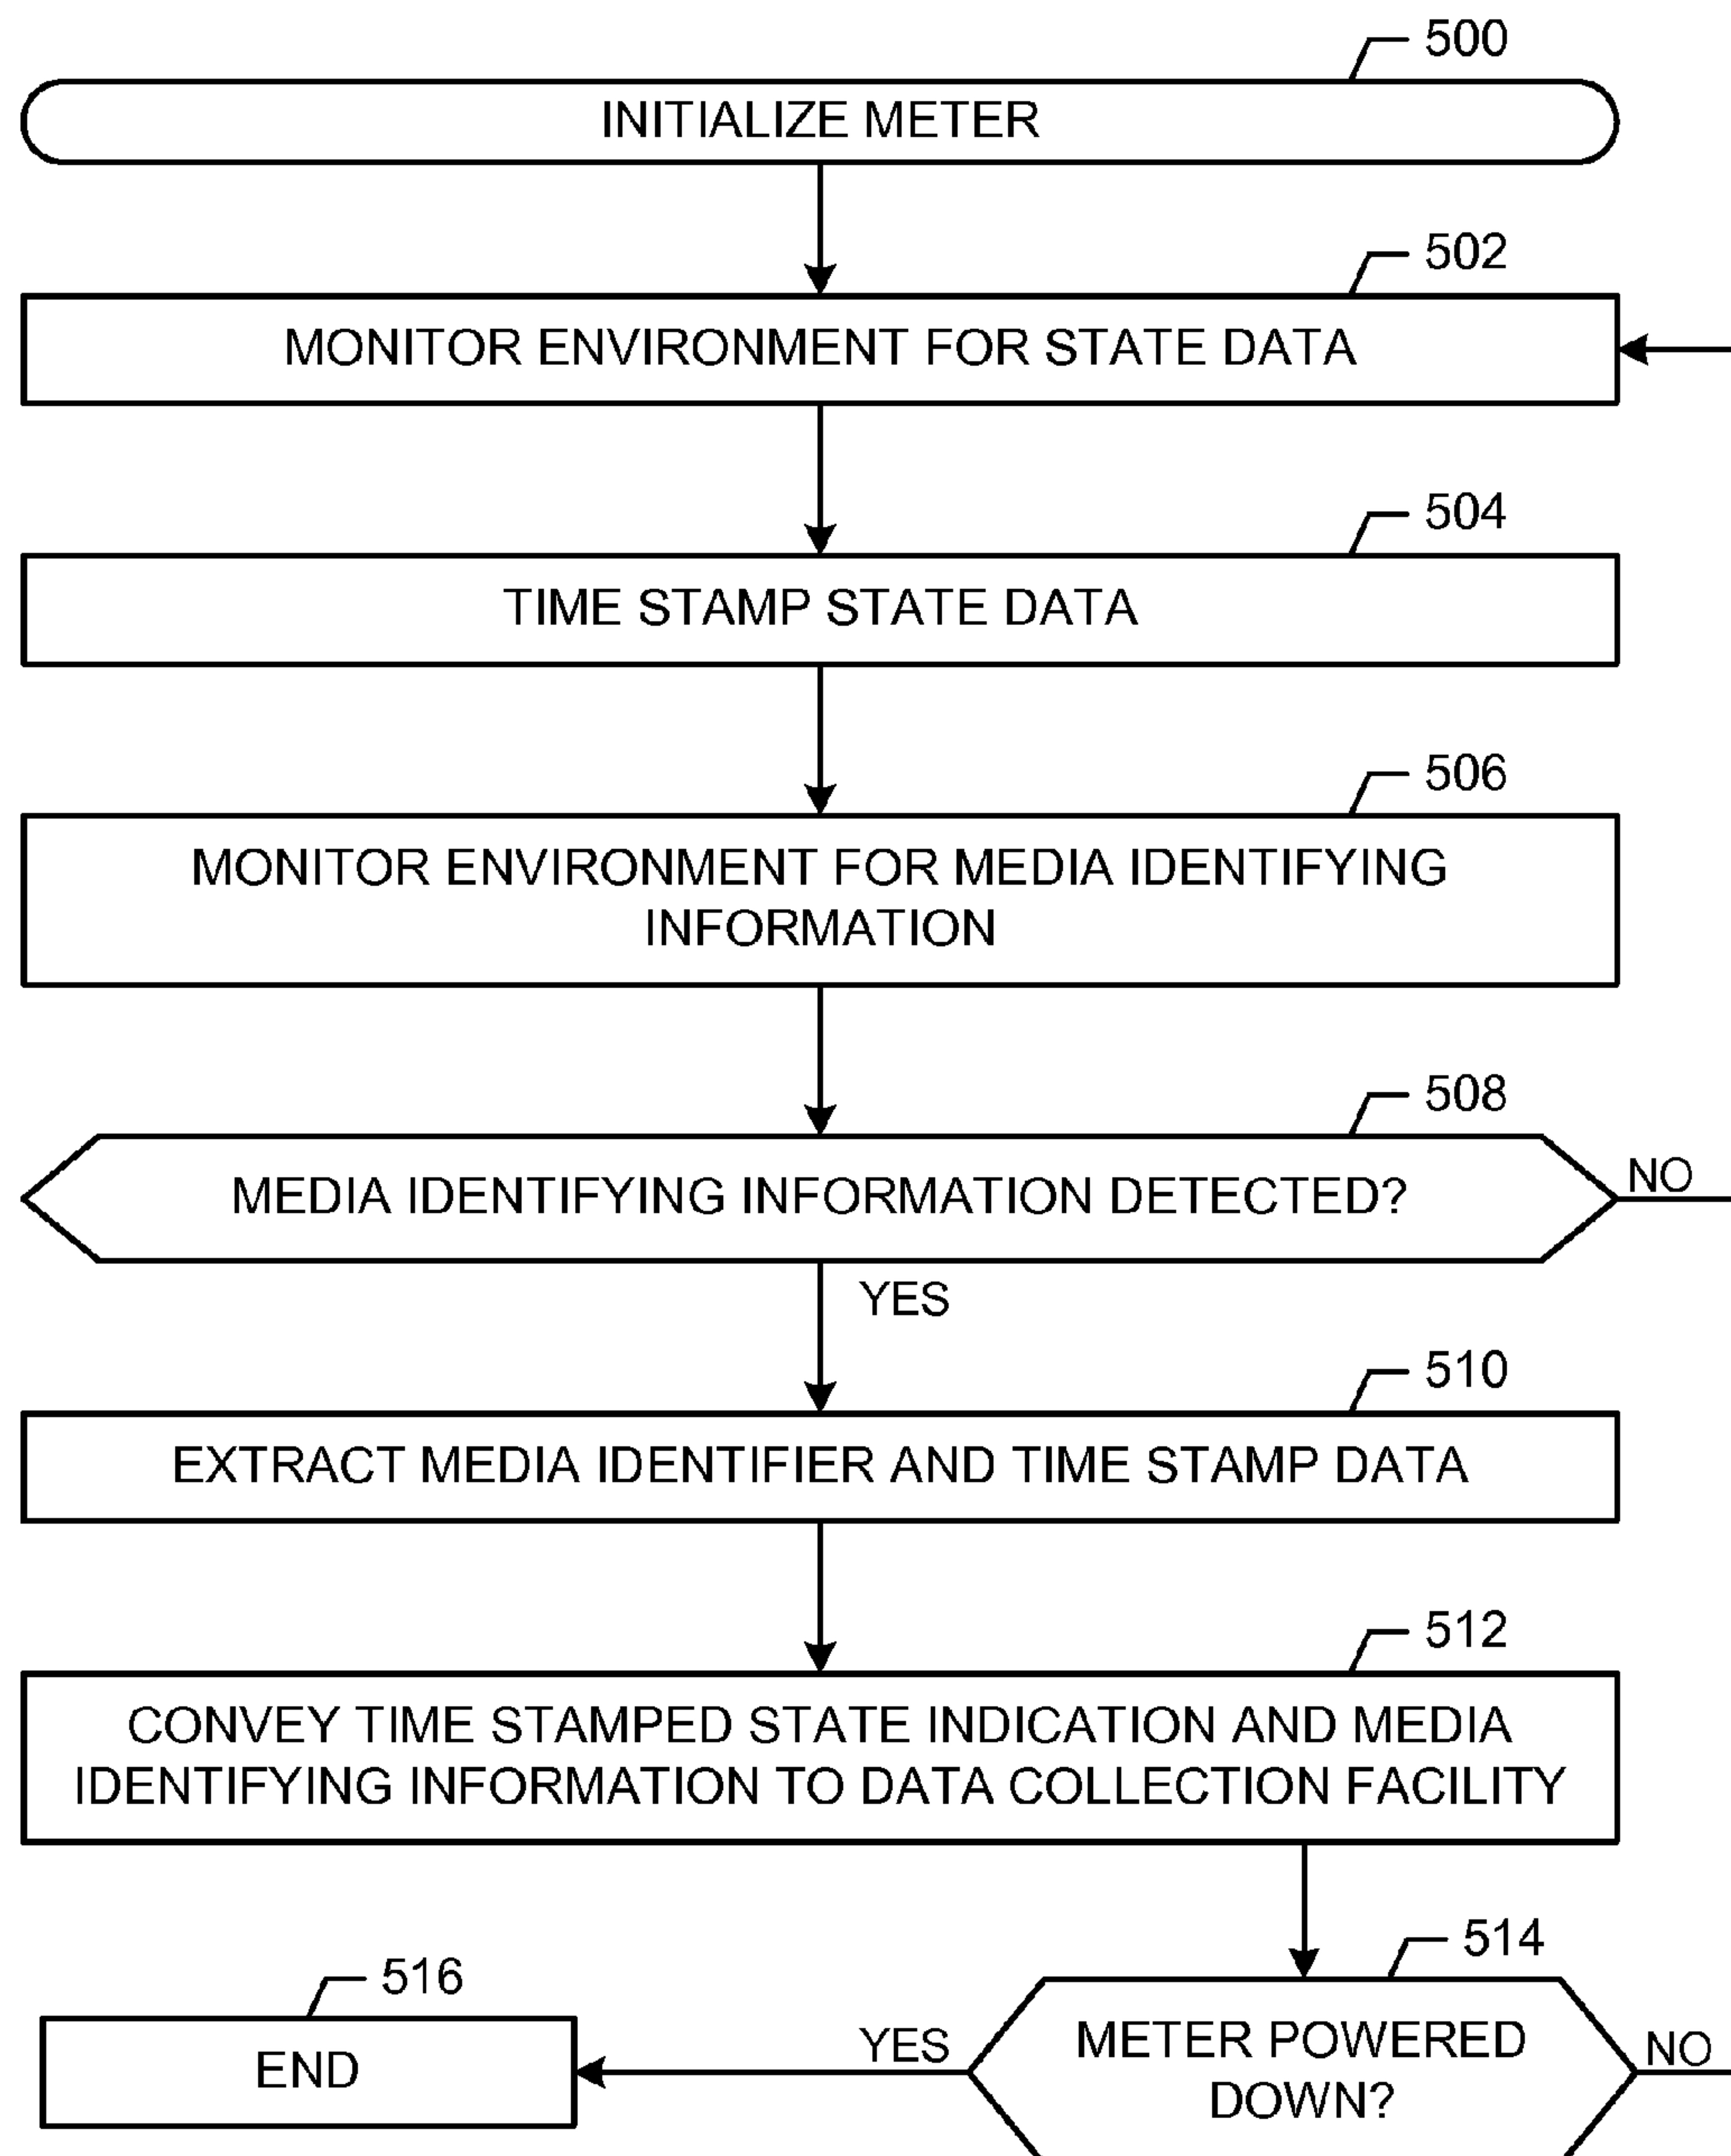 500
INITIALIZE METER
502
MONITOR ENVIRONMENT FOR STATE DATA
504
TIME STAMP STATE DATA
506
MONITOR ENVIRONMENT FOR MEDIA IDENTIFYING
INFORMATION
508
MEDIA IDENTIFYING INFORMATION DETECTED?
NO
YES
510
EXTRACT MEDIA IDENTIFIER AND TIME STAMP DATA
512
CONVEY TIME STAMPED STATE INDICATION AND MEDIA
IDENTIFYING INFORMATION TO DATA COLLECTION FACILITY
514
METER POWERED
DOWN?
NO
YES
516
END